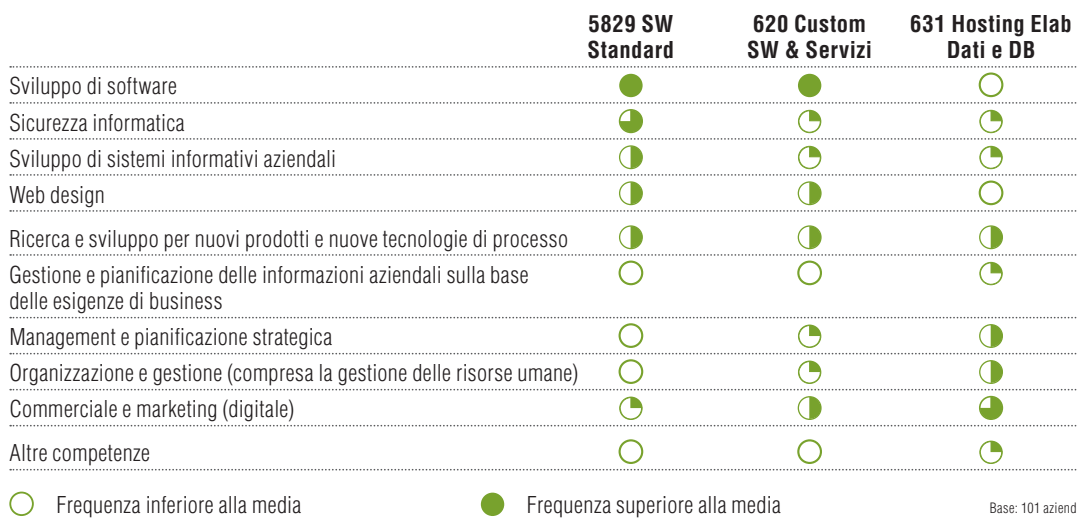 5829 SW Standard
620 Custom SW & Servizi
631 Hosting Elab Dati e DB
Sviluppo di software
Sicurezza informatica
Sviluppo di sistemi informativi aziendali
Web design
Ricerca e sviluppo per nuovi prodotti e nuove tecnologie di processo
Gestione e pianificazione delle informazioni aziendali sulla base
delle esigenze di business
Management e pianificazione strategica
Organizzazione e gestione (compresa la gestione delle risorse umane)
Commerciale e marketing (digitale)
Altre competenze
Frequenza inferiore alla media
Frequenza superiore alla media
Base: 101 aziend